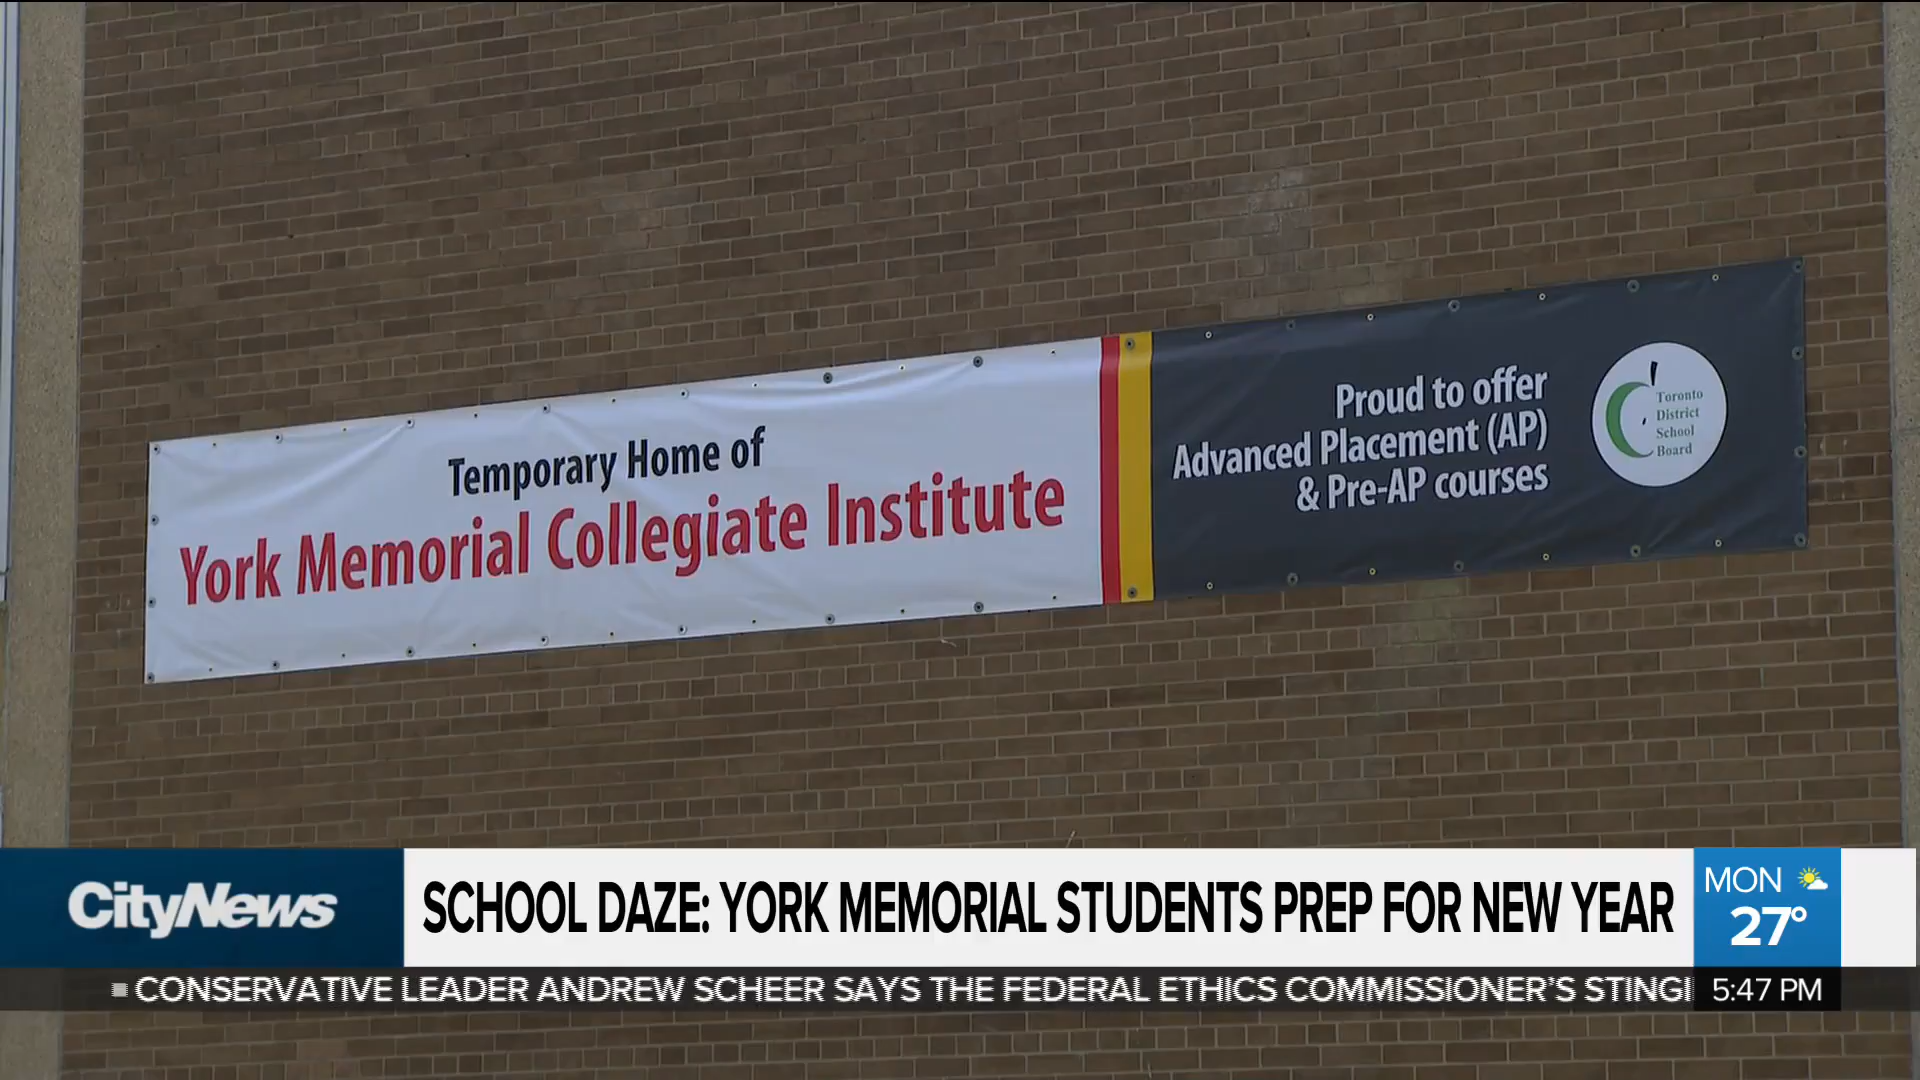 Temporary Home of
York Memorial Collegiate Institute
Proud to offer
Advanced Placement (AP)
& Pre-AP courses
Toronto
District
School
Board
CityNews
SCHOOL DAZE: YORK MEMORIAL STUDENTS PREP FOR NEW YEAR
MON
27°
CONSERVATIVE LEADER ANDREW SCHEER SAYS THE FEDERAL ETHICS COMMISSIONER'S STINGI
5:47 PM